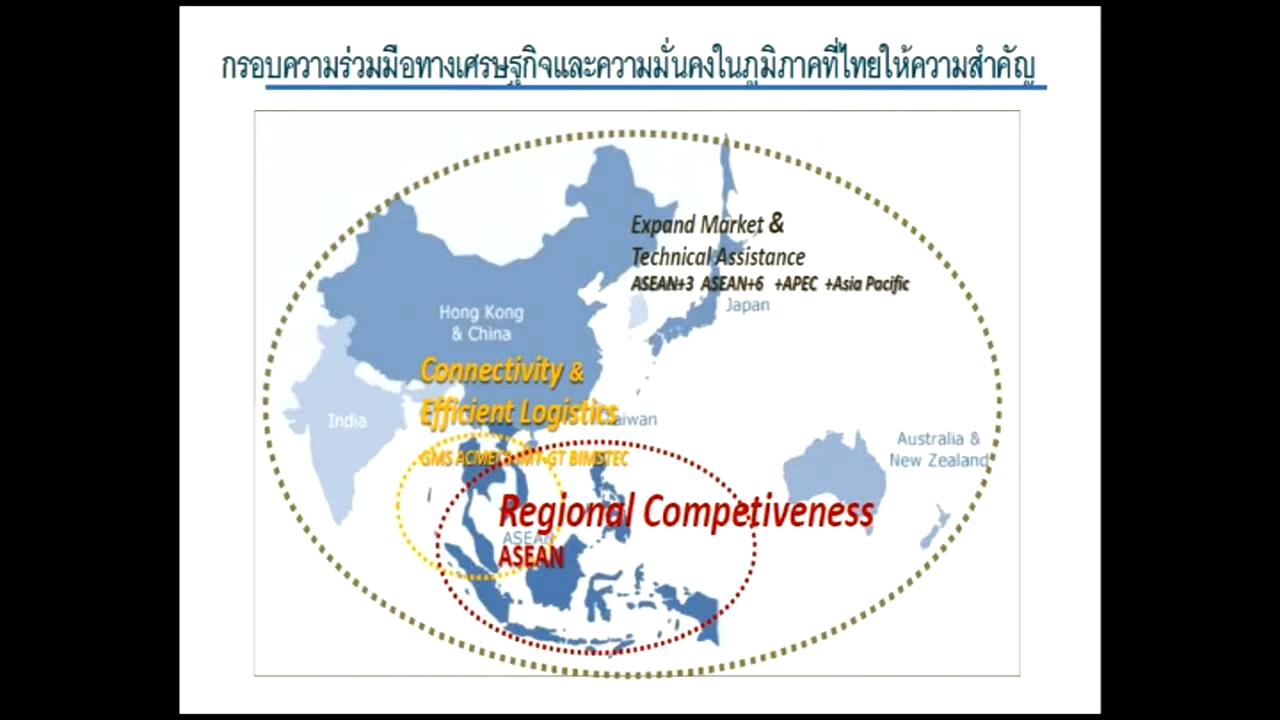 กรอบความร่วมมือทางเศรษฐกิจและความมั่นคงในภูมิภาคที่ไทยให้ความสำคัญ
Expand Market &
Technical Assistance
ASEAN+3 ASEAN+6 +APEC +Asia Pacific
Japan
Hong Kong
& China
Connectivity &
Efficient Logistics
India
Australia &
New Zealand
GMS BIMSTEC
Regional Competiveness
ASEAN
ASEAN